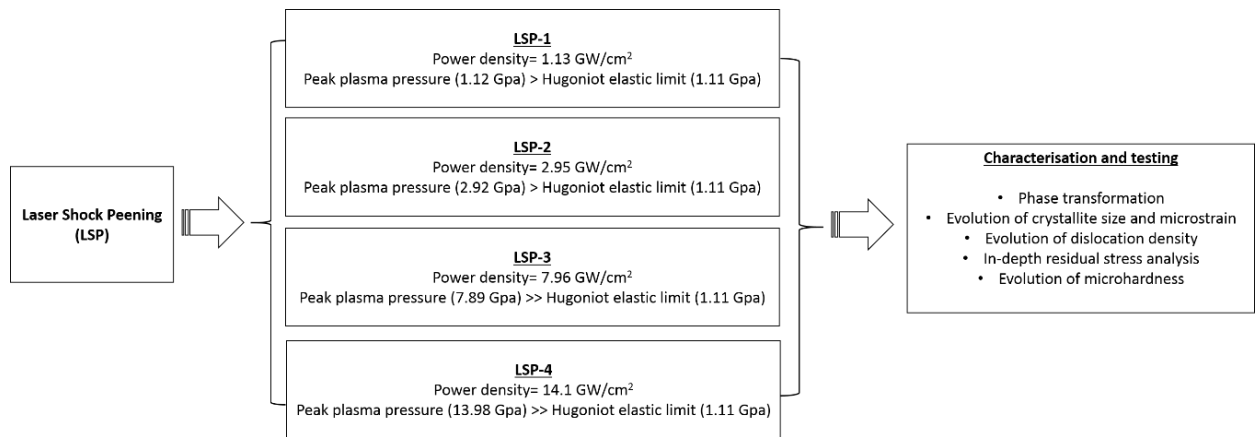 Laser Shock Peening
(LSP)
LSP-1
Power density= 1.13 GW/cm²
Peak plasma pressure (1.12 Gpa) > Hugoniot elastic limit (1.11 Gpa)
LSP-2
Power density= 2.95 GW/cm²
Peak plasma pressure (2.92 Gpa) > Hugoniot elastic limit (1.11 Gpa)
LSP-3
Power density= 7.96 GW/cm²
Peak plasma pressure (7.89 Gpa) >> Hugoniot elastic limit (1.11 Gpa)
LSP-4
Power density= 14.1 GW/cm²
Peak plasma pressure (13.98 Gpa) >> Hugoniot elastic limit (1.11 Gpa)
Characterisation and testing
• Phase transformation
• Evolution of crystallite size and microstrain
• Evolution of dislocation density
• In-depth residual stress analysis
• Evolution of microhardness